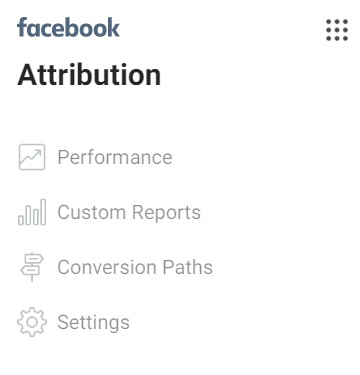 facebook
Attribution
Performance
Custom Reports
Conversion Paths
Settings